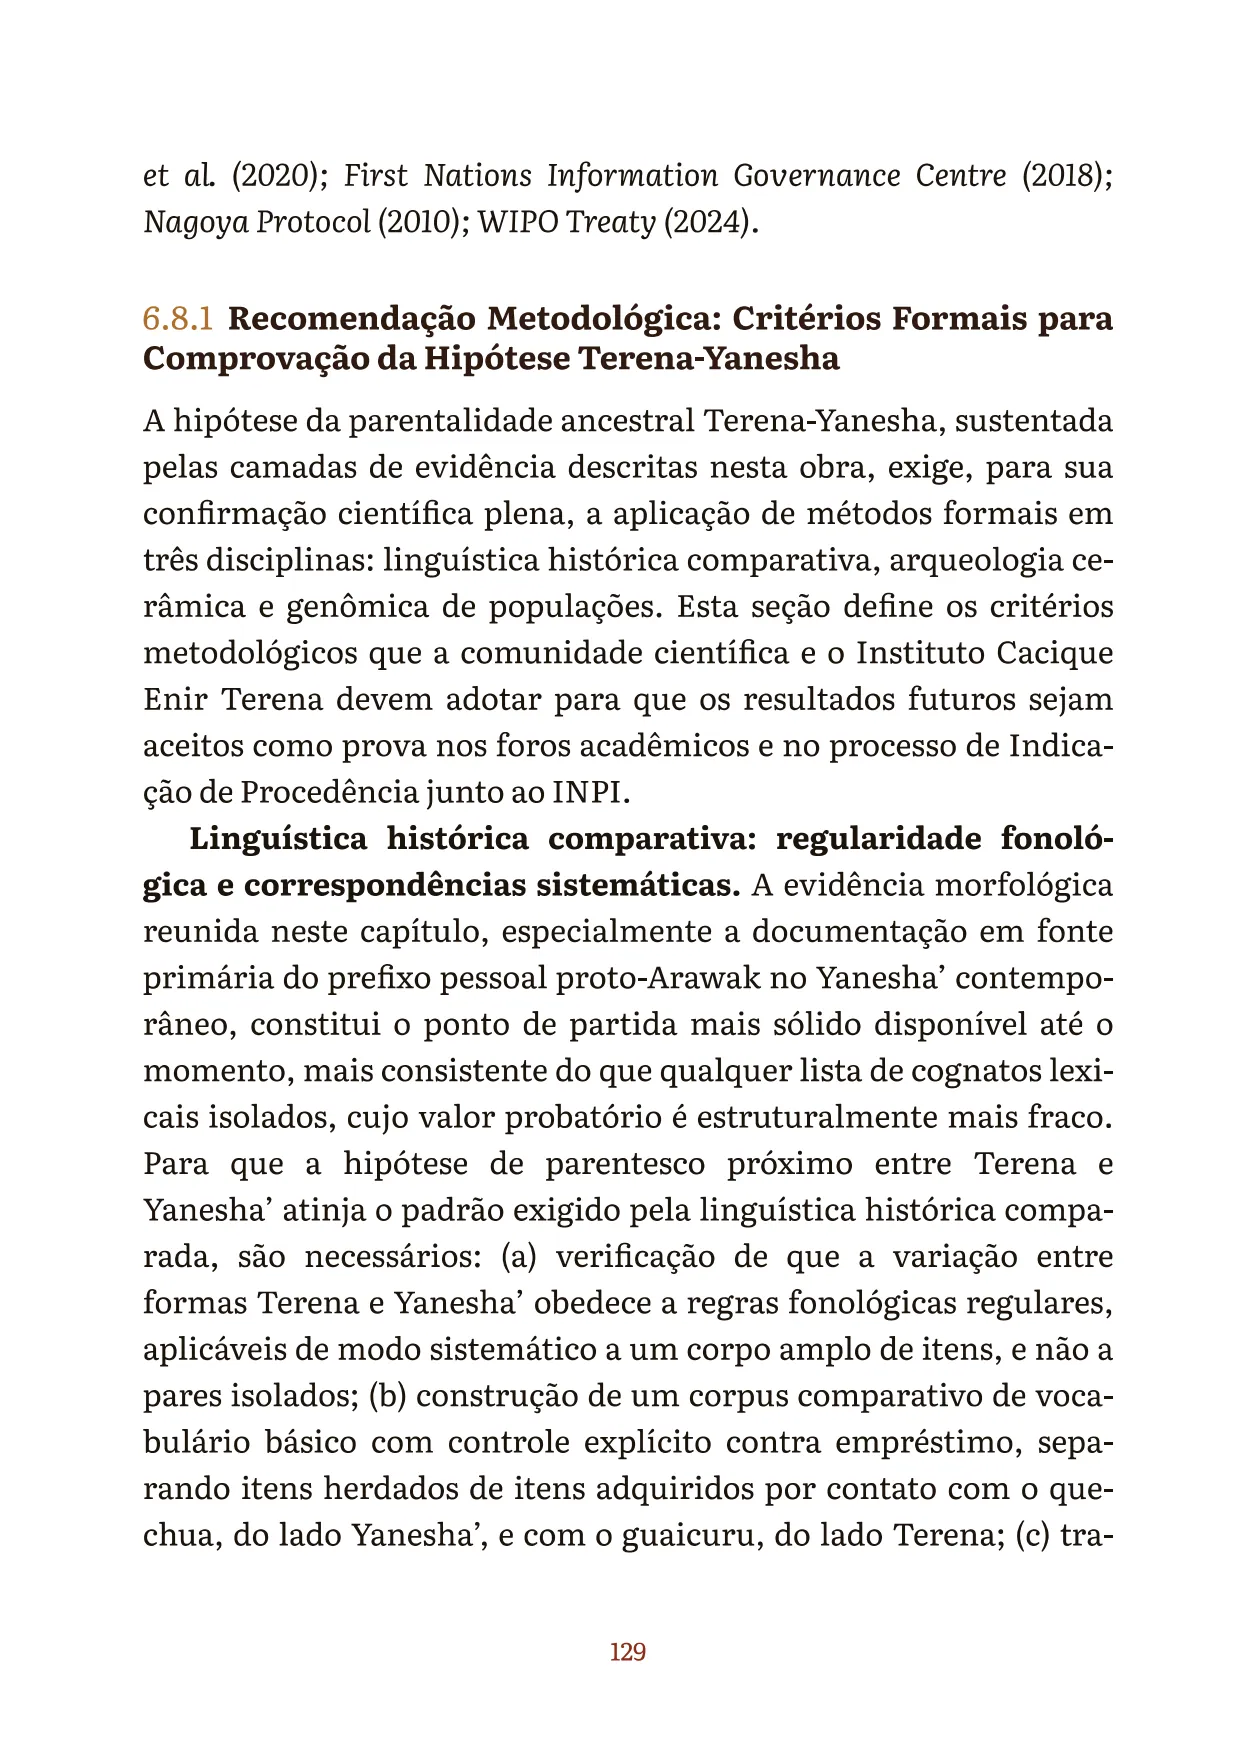 et al. (2020); First Nations Information Governance Centre (2018);
Nagoya Protocol (2010); WIPO Treaty (2024).
6.8.1 Recomendação Metodológica: Critérios Formais para
Comprovação da Hipótese Terena-Yanesha
A hipótese da parentalidade ancestral Terena-Yanesha, sustentada
pelas camadas de evidência descritas nesta obra, exige, para sua
confirmação científica plena, a aplicação de métodos formais em
três disciplinas: linguística histórica comparativa, arqueologia ce-
râmica e genômica de populações. Esta seção define os critérios
metodológicos que a comunidade científica e o Instituto Cacique
Enir Terena devem adotar para que os resultados futuros sejam
aceitos como prova nos foros acadêmicos e no processo de Indica-
ção de Procedência junto ao INPI.
Linguística histórica comparativa: regularidade fonoló-
gica e correspondências sistemáticas. A evidência morfológica
reunida neste capítulo, especialmente a documentação em fonte
primária do prefixo pessoal proto-Arawak no Yanesha’ contempo-
râneo, constitui o ponto de partida mais sólido disponível até o
momento, mais consistente do que qualquer lista de cognatos lexi-
cais isolados, cujo valor probatório é estruturalmente mais fraco.
Para que a hipótese de parentesco próximo entre Terena e
Yanesha’ atinja o padrão exigido pela linguística histórica compa-
rada, são necessários: (a) verificação de que a variação entre
formas Terena e Yanesha’ obedece a regras fonológicas regulares,
aplicáveis de modo sistemático a um corpo amplo de itens, e não a
pares isolados; (b) construção de um corpus comparativo de voca-
bulário básico com controle explícito contra empréstimo, sepa-
rando itens herdados de itens adquiridos por contato com o que-
chua, do lado Yanesha’, e com o guaicuru, do lado Terena; (c) tra-
129